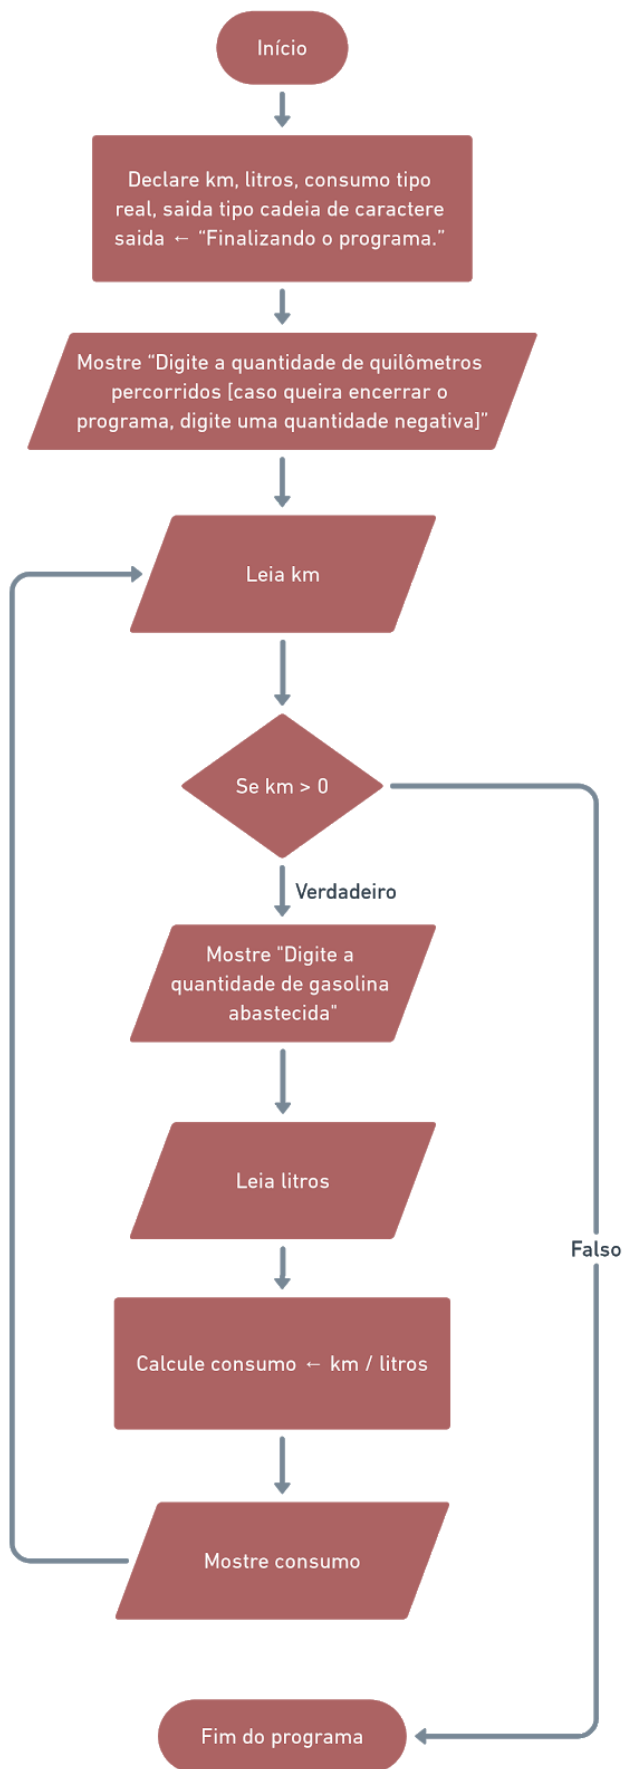 Início
Declare km, litros, consumo tipo
real, saida tipo cadeia de caractere
saida ← “Finalizando o programa.”
Mostre “Digite a quantidade de quilômetros
percorridos [caso queira encerrar o
programa, digite uma quantidade negativa]”
Leia km
Se km > 0
Verdadeiro
Mostre "Digite a
quantidade de gasolina
abastecida"
Leia litros
Falso
Calcule consumo ← km / litros
Mostre consumo
Fim do programa